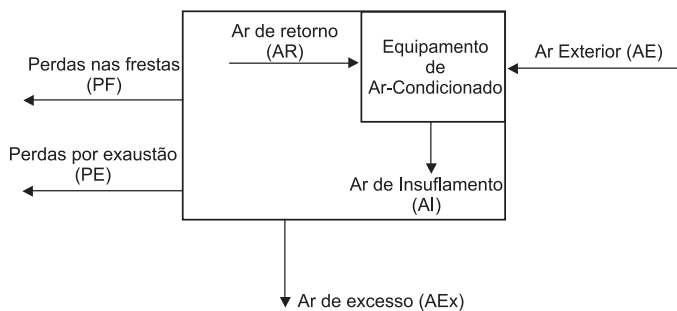 Ar de retorno
(AR)
Equipamento
de
Ar-Condicionado
Ar Exterior (AE)
Perdas nas frestas
(PF)
Perdas por exaustão
(PE)
Ar de Insuflamento
(AI)
Ar de excesso (AEx)